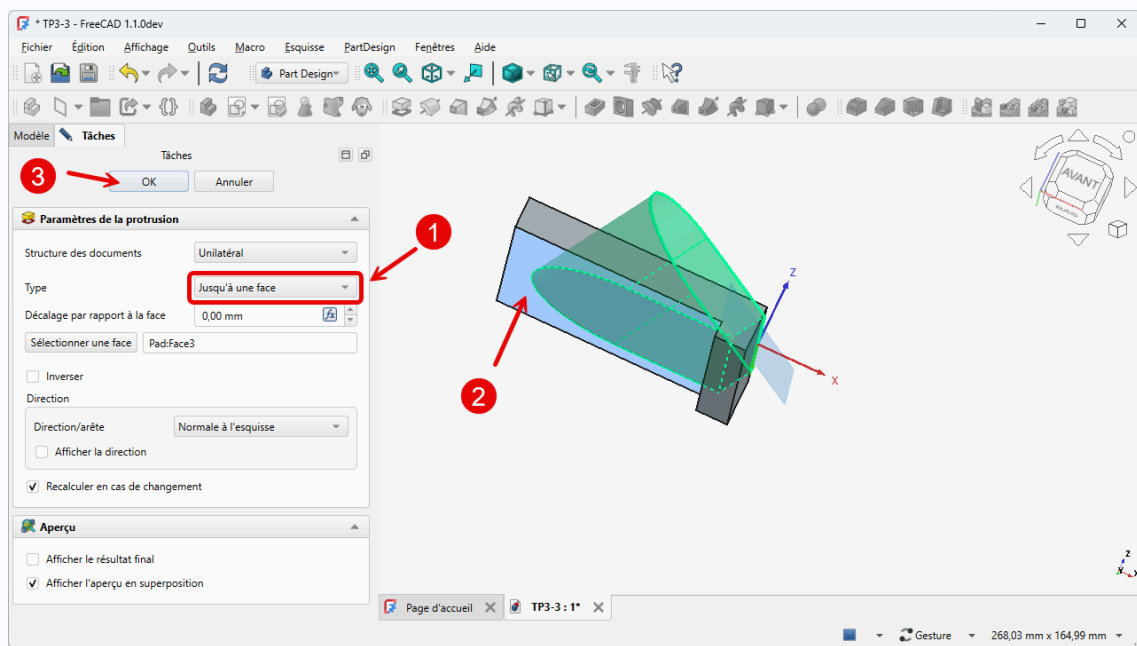 * TP3-3 - FreeCAD 1.1.0dev
Fichier Édition Affichage Outils Macro Esquisse PartDesign Fenêtres Aide
Part Design
Modèle Tâches
Tâches
3
OK Annuler
Paramètres de la protrusion
Structure des documents Unilatéral
1
Type Jusqu'à une face
Décalage par rapport à la face 0,00 mm
Sélectionner une face Pad:Face3
Inverser
Direction
Direction/arête Normale à l'esquisse
Afficher la direction
Recalculer en cas de changement
Aperçu
Afficher le résultat final
Afficher l'aperçu en superposition
2
Z
X
AVANT
Z
Y
X
Page d'accueil TP3-3 : 1*
Gesture 268,03 mm x 164,99 mm